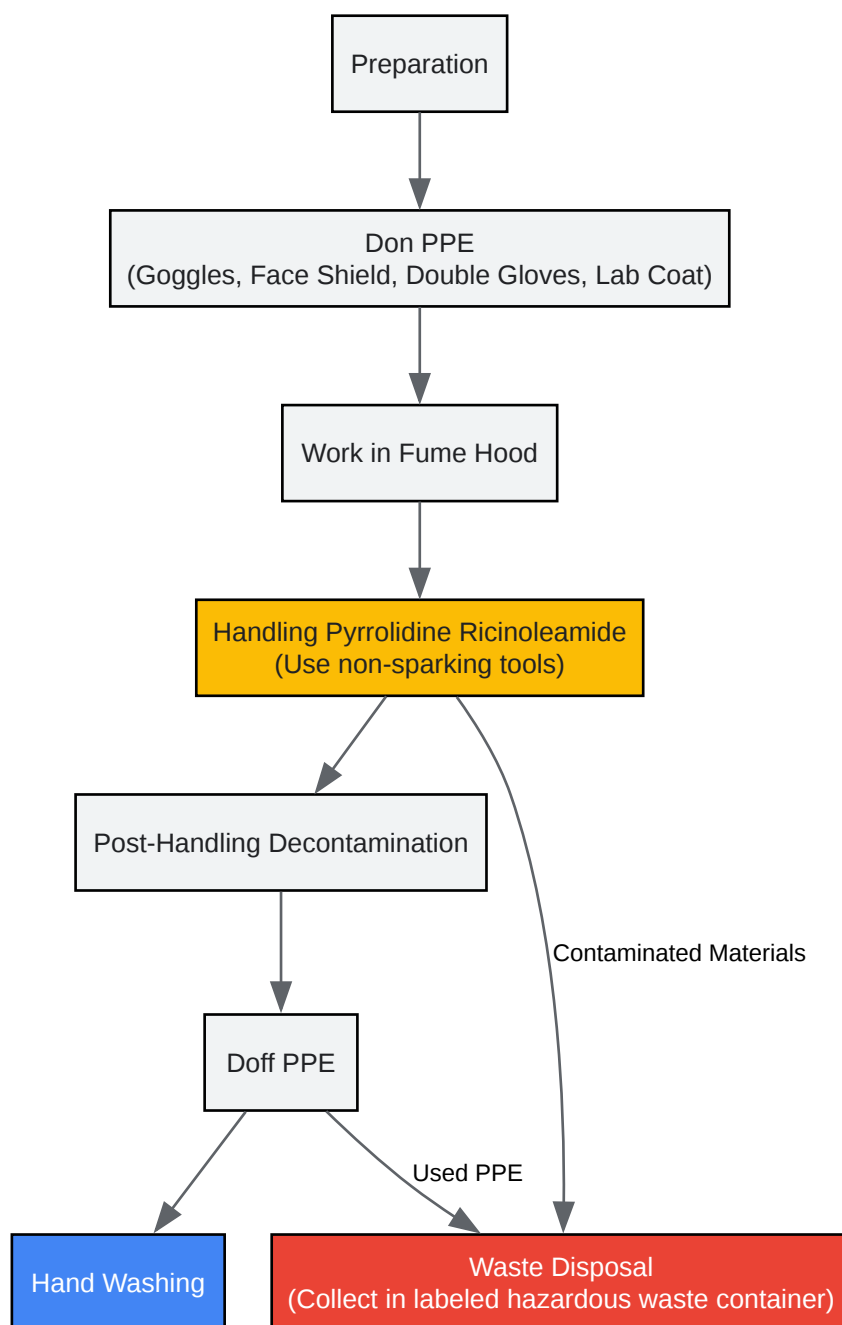 Preparation
Don PPE
(Goggles, Face Shield, Double Gloves, Lab Coat)
Work in Fume Hood
Handling Pyrrolidine Ricinoleamide
(Use non-sparking tools)
Post-Handling Decontamination
Contaminated Materials
Doff PPE
Used PPE
Hand Washing
Waste Disposal
(Collect in labeled hazardous waste container)